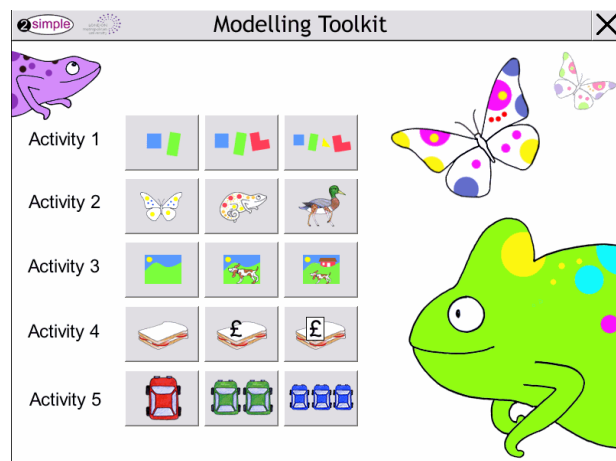 2simple
Modelling Toolkit
Activity 1
Activity 2
Activity 3
Activity 4
£
£
Activity 5